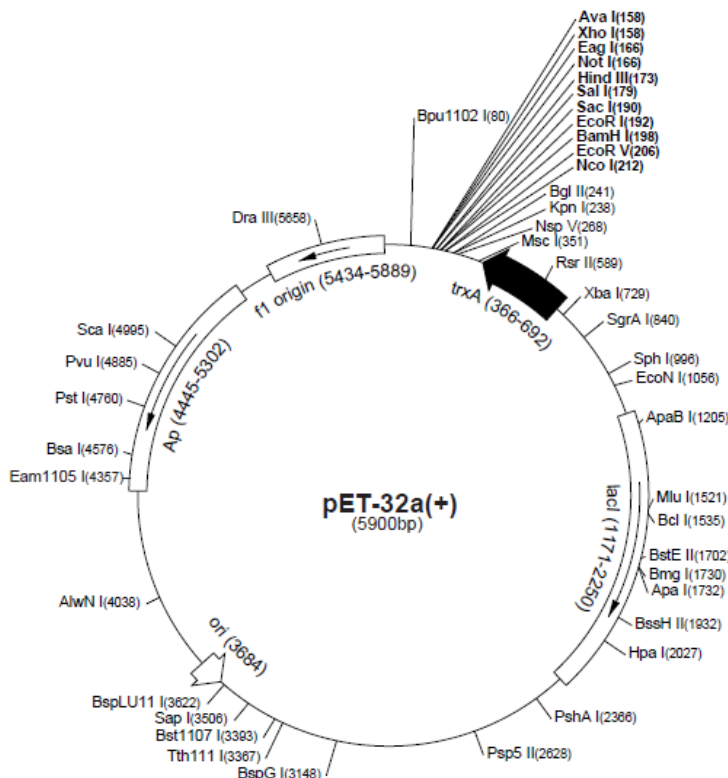 Ava I(158)
Xho I(158)
Eag I(166)
Not I(166)
Hind III(173)
Sal I(179)
Sac I(190)
EcoR I(192)
BamH I(198)
EcoR V(206)
Nco I(212)
Bpu1102 I(80)
Bgl II(241)
Kpn I(238)
Nsp V(268)
Msc I(351)
Rsr II(589)
Xba I(729)
SgrA I(840)
Sph I(996)
EcoN I(1056)
ApaB I(1205)
Mlu I(1521)
Bcl I(1535)
BstE II(1702)
Bmg I(1730)
Apa I(1732)
BssH II(1932)
Hpa I(2027)
PshA I(2366)
Psp5 II(2628)
BspG I(3148)
Tth111 I(3367)
Bst1107 I(3393)
Sap I(3506)
BspLU11 I(3622)
AlwN I(4038)
Eam1105 I(4357)
Bsa I(4576)
Pst I(4760)
Pvu I(4885)
Sca I(4995)
Dra III(5658)
f1 origin (5434-5889)
trxA (366-692)
Ap (4445-5302)
lacI (1171-2250)
ori (3684)
pET-32a(+)
(5900bp)